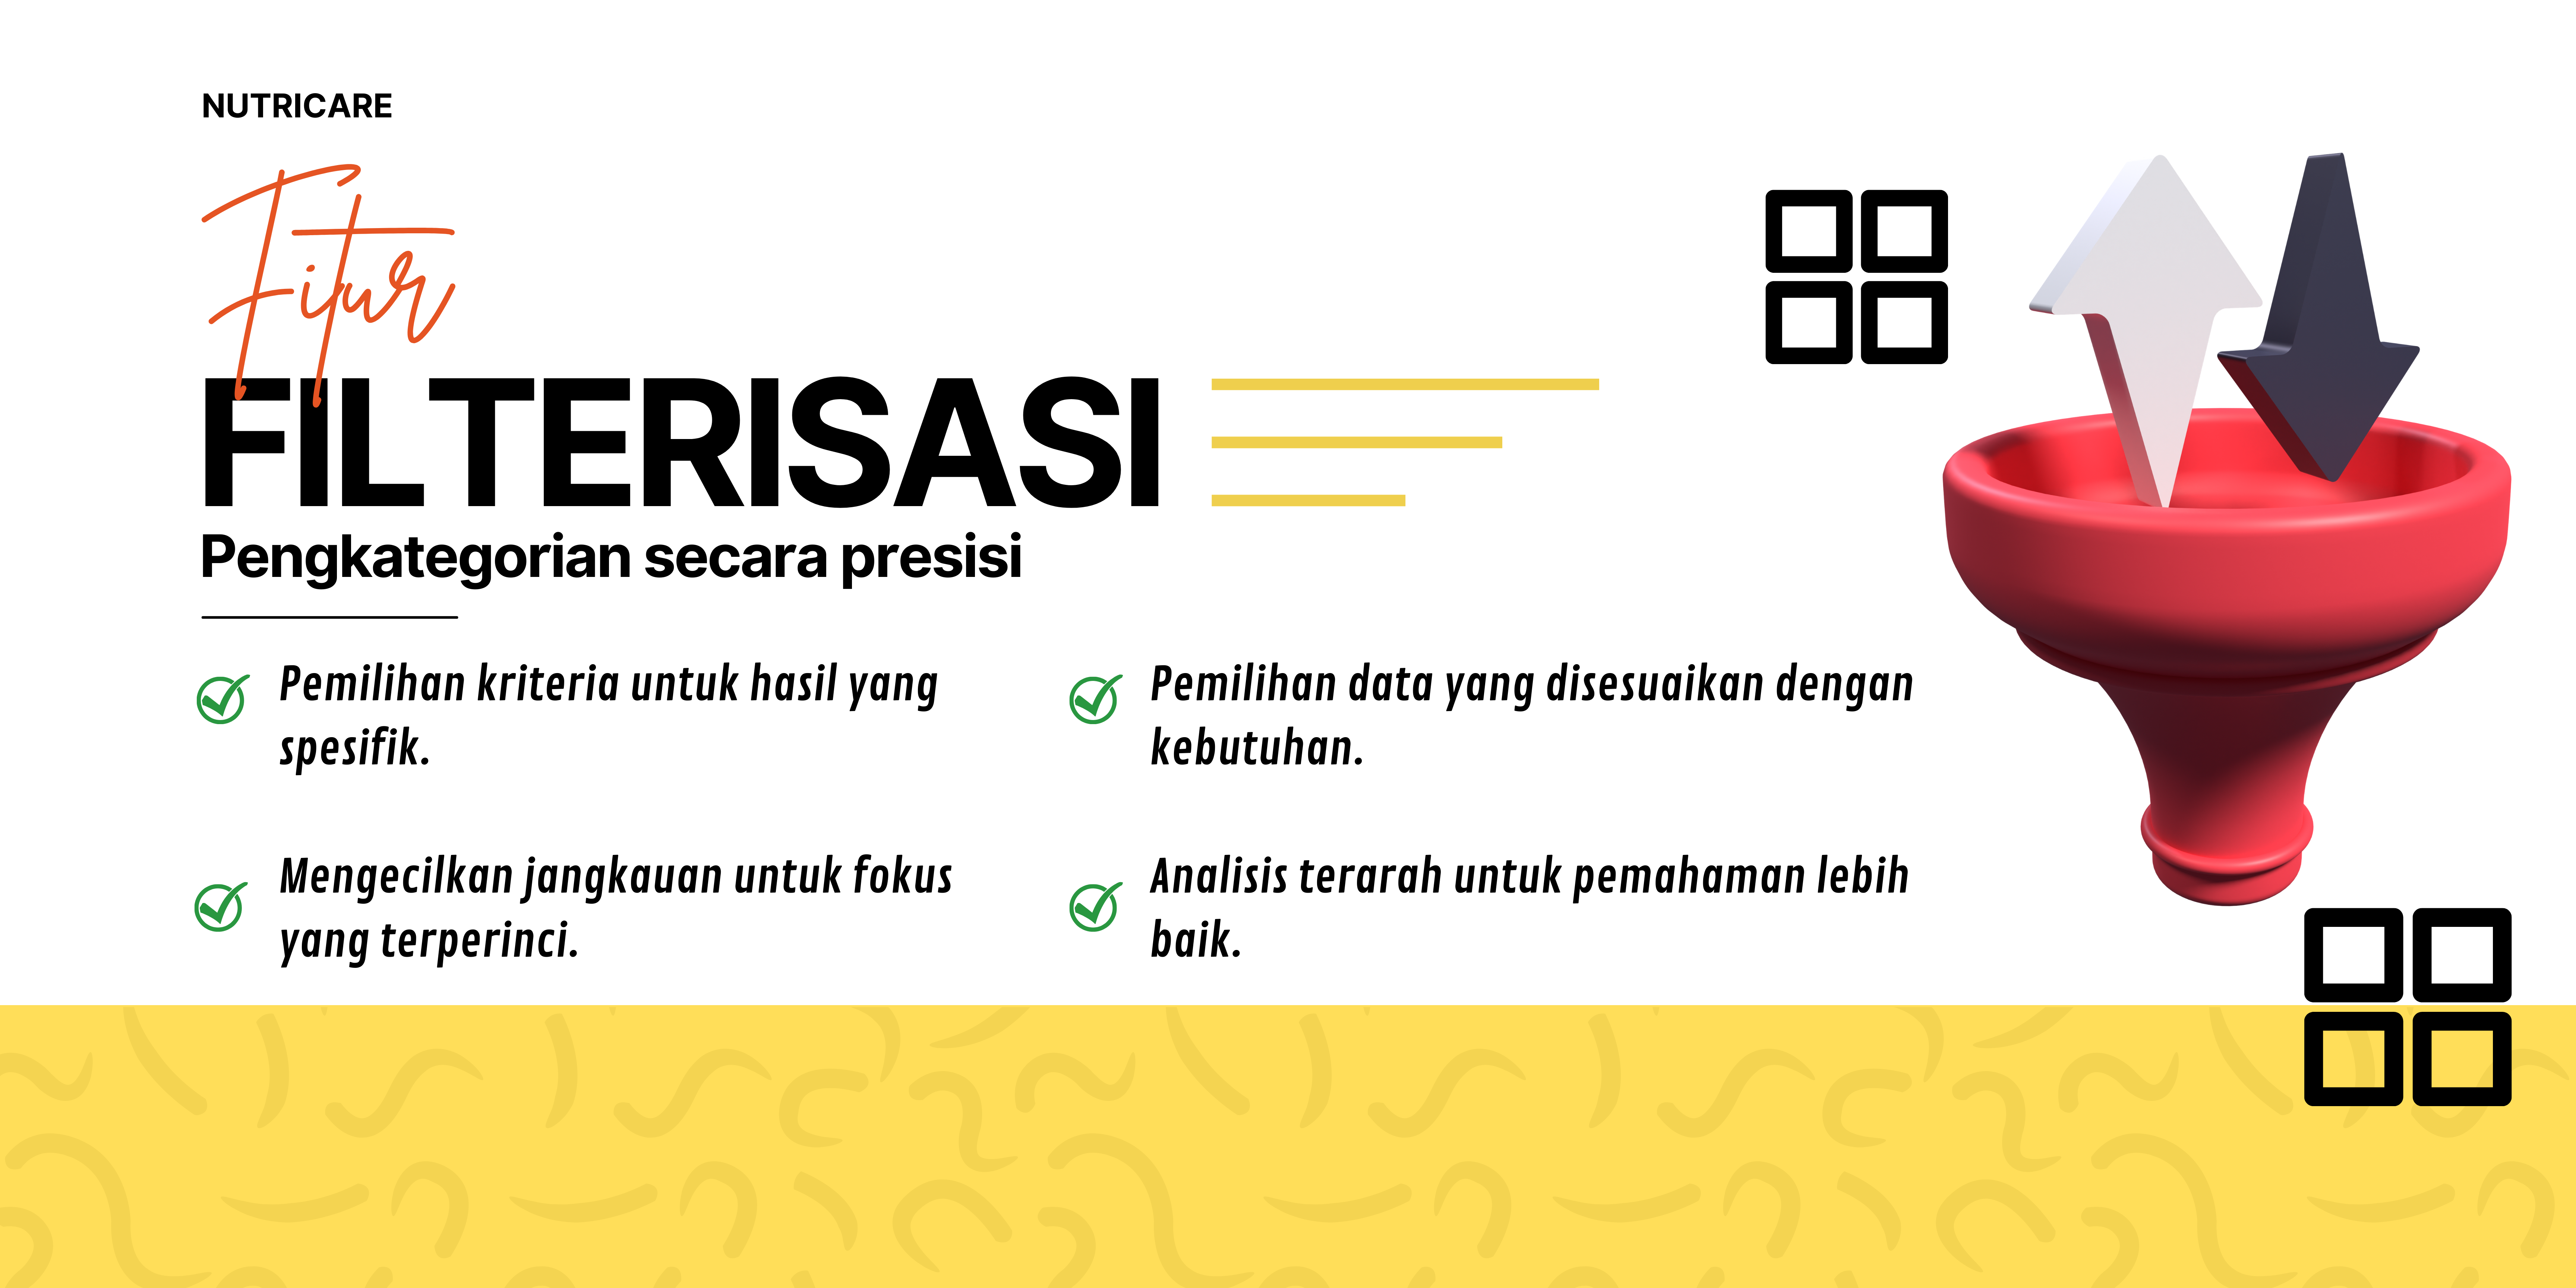 NUTRICARE
Fitur
FILTERISASI
Pengkategorian secara presisi
Pemilihan kriteria untuk hasil yang
spesifik.
Mengecilkan jangkauan untuk fokus
yang terperinci.
Pemilihan data yang disesuaikan dengan
kebutuhan.
Analisis terarah untuk pemahaman lebih
baik.